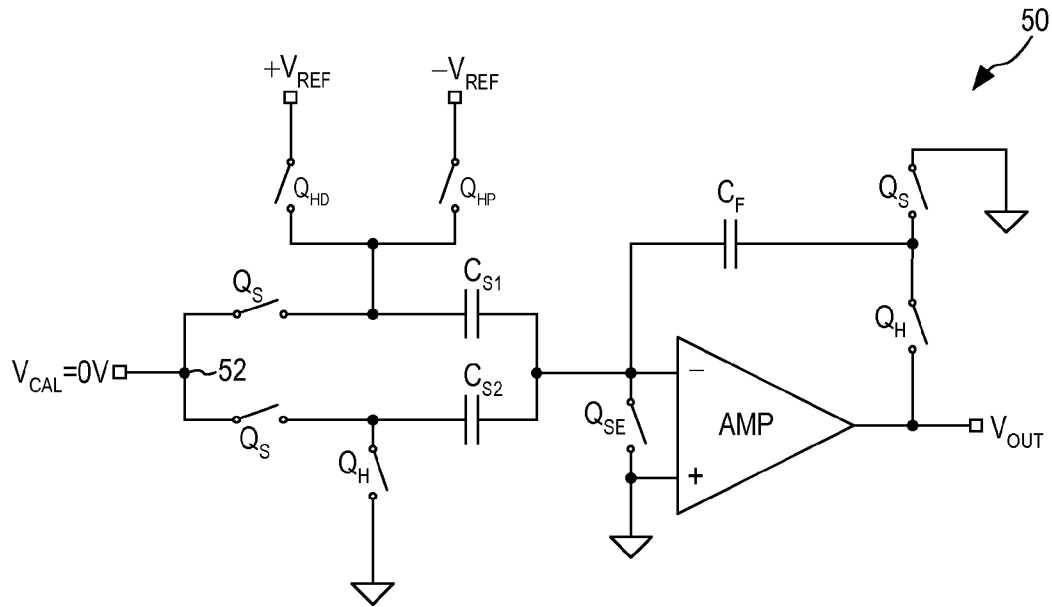 50
+V_REF
−V_REF
Q_HD
Q_HP
Q_S
C_F
Q_S
C_S1
Q_H
V_CAL=0V
52
C_S2
Q_SE
−
AMP
+
V_OUT
Q_S
Q_H